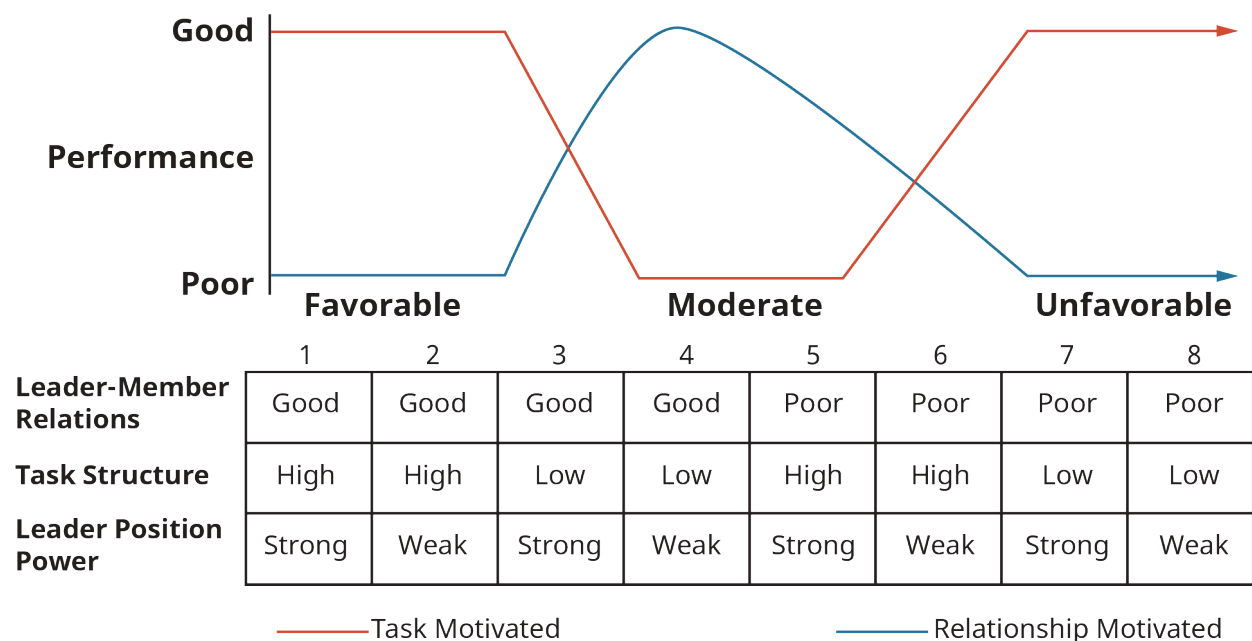 Good
Performance
Poor
Favorable Moderate Unfavorable
1 2 3 4 5 6 7 8
Leader-Member
Relations
Good Good Good Good Poor Poor Poor Poor
Task Structure
High High Low Low High High Low Low
Leader Position
Power
Strong Weak Strong Weak Strong Weak Strong Weak
Task Motivated Relationship Motivated